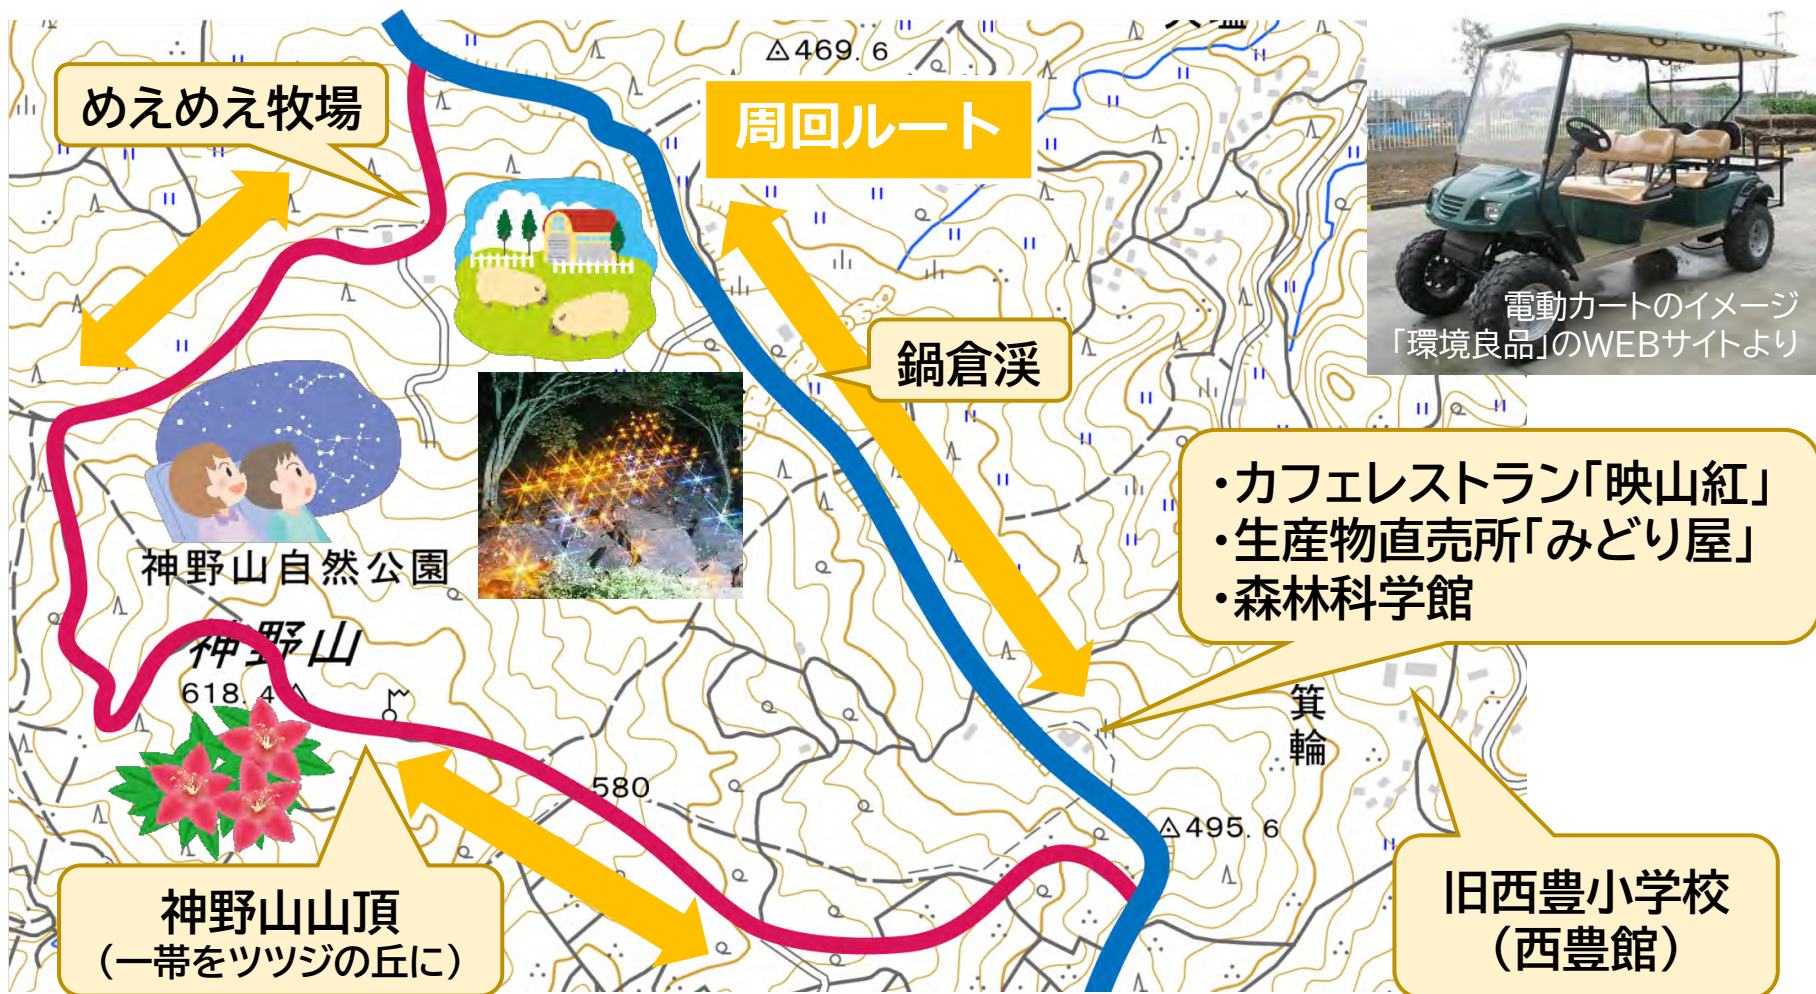 469.6
めえめえ牧場
周回ルート
電動カートのイメージ
「環境良品」のWEBサイトより
鍋倉渓
・カフェレストラン「映山紅」
・生産物直売所「みどり屋」
・森林科学館
神野山自然公園
神野山
618.4
箕輪
580
495.6
神野山山頂
（一帯をツツジの丘に）
旧西豊小学校
（西豊館）